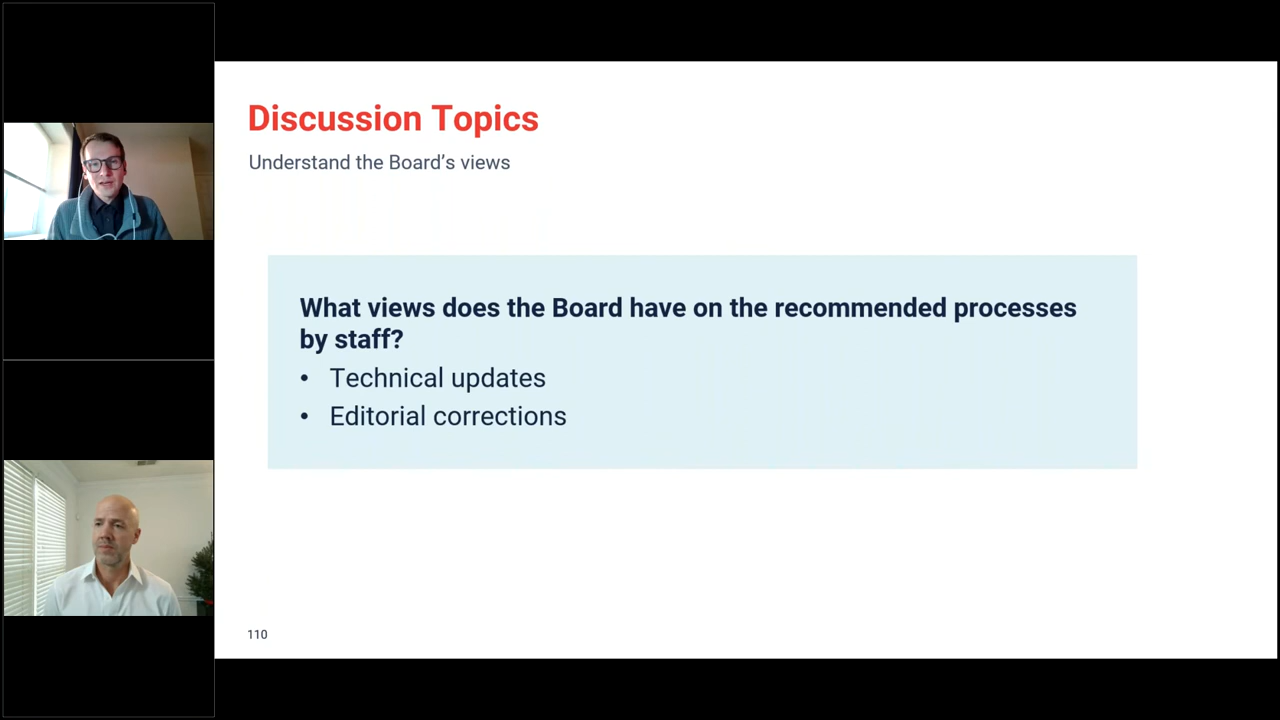 Discussion Topics
Understand the Board’s views
What views does the Board have on the recommended processes
by staff?
• Technical updates
• Editorial corrections
110